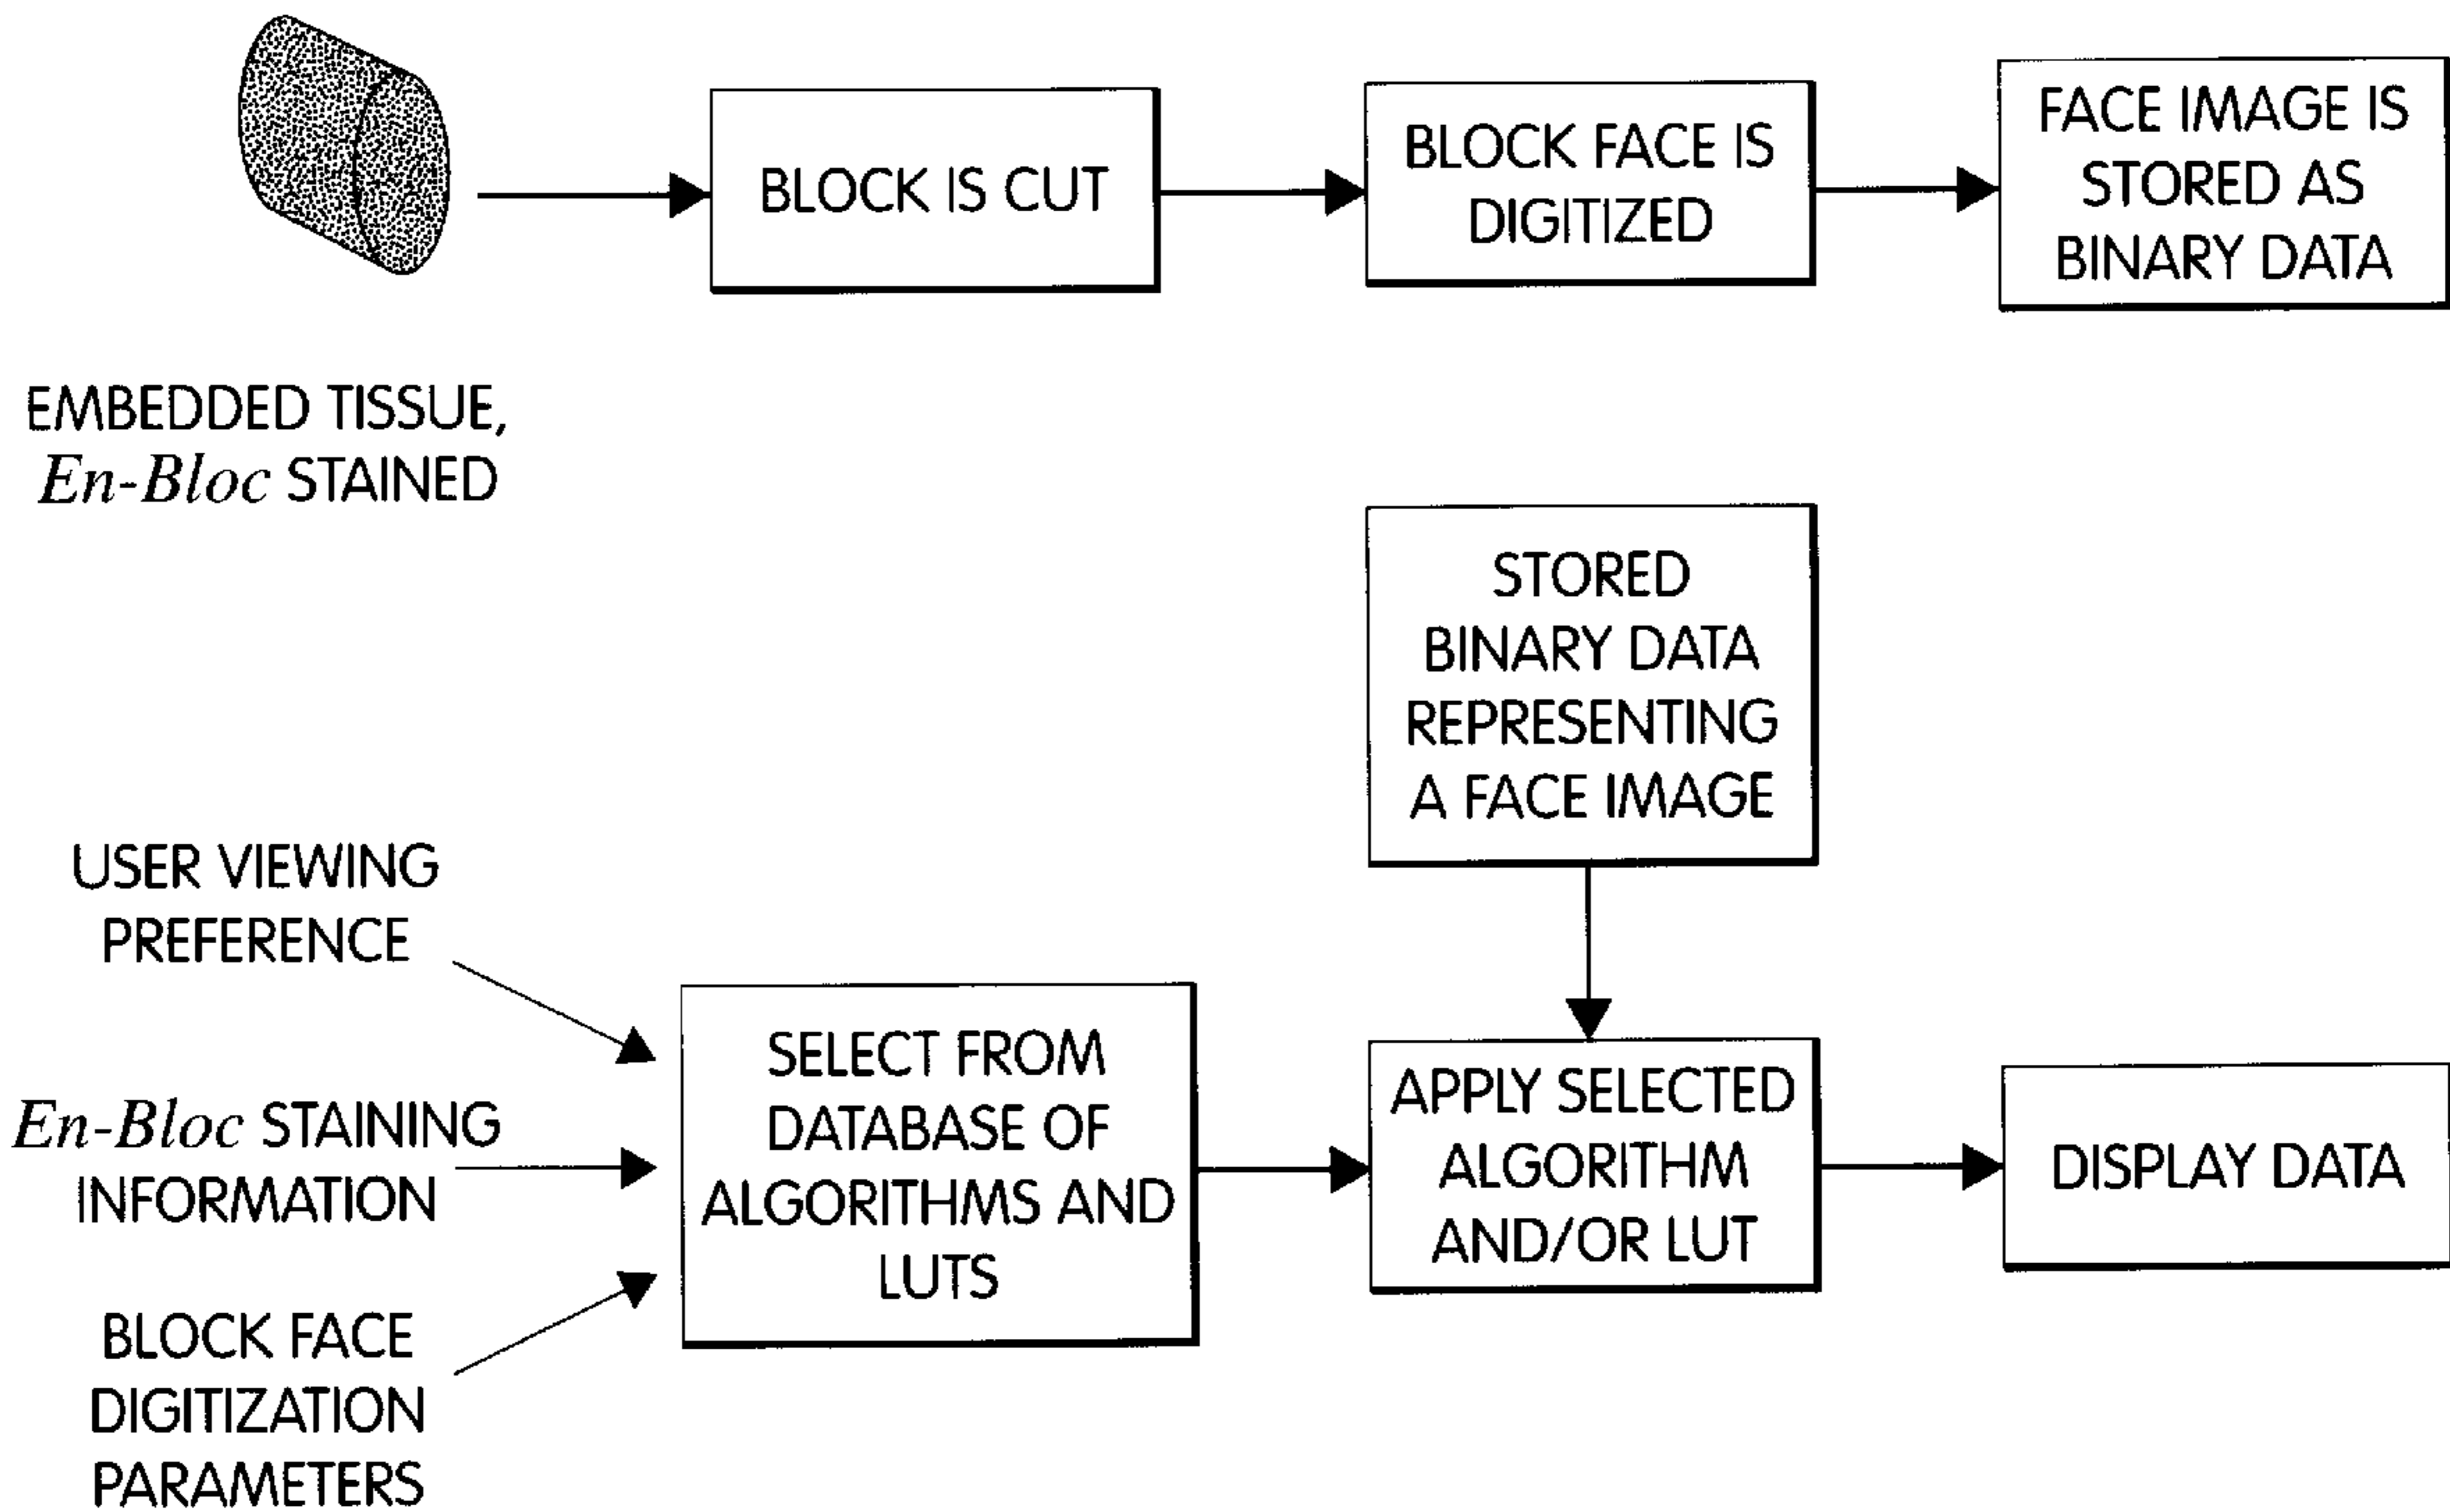 BLOCK IS CUT
BLOCK FACE IS
DIGITIZED
FACE IMAGE IS
STORED AS
BINARY DATA
EMBEDDED TISSUE,
En-Bloc STAINED
STORED
BINARY DATA
REPRESENTING
A FACE IMAGE
USER VIEWING
PREFERENCE
En-Bloc STAINING
INFORMATION
BLOCK FACE
DIGITIZATION
PARAMETERS
SELECT FROM
DATABASE OF
ALGORITHMS AND
LUTS
APPLY SELECTED
ALGORITHM
AND/OR LUT
DISPLAY DATA